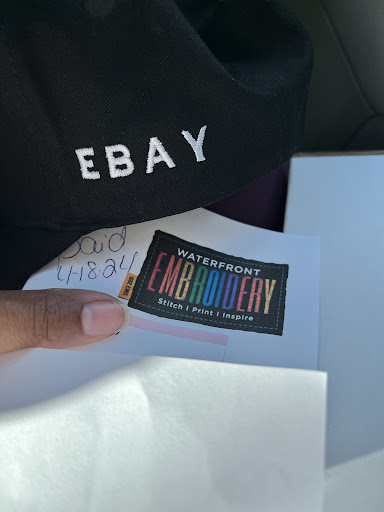 EBAY
Paid
4-18-24
WATERFRONT
EMBROIDERY
Stitch | Print | Inspire